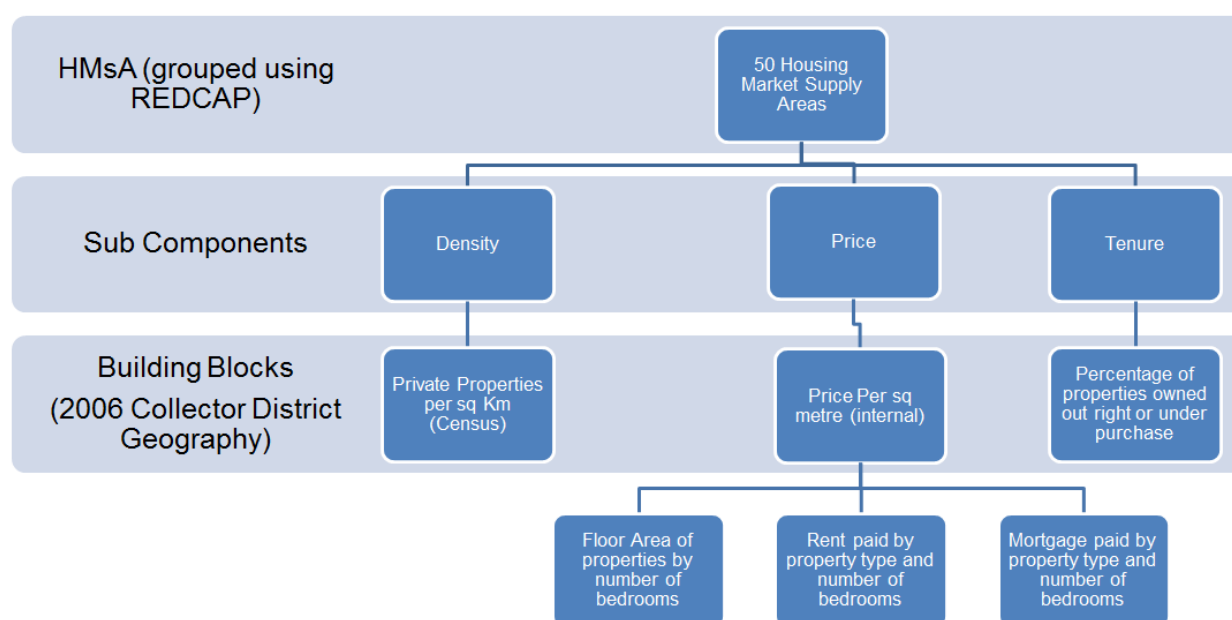 HMsA (grouped using
REDCAP)
50 Housing
Market Supply
Areas
Sub Components
Density
Price
Tenure
Building Blocks
(2006 Collector District
Geography)
Private Properties
per sq Km
(Census)
Price Per sq
metre (internal)
Percentage of
properties owned
out right or under
purchase
Floor Area of
properties by
number of
bedrooms
Rent paid by
property type and
number of
bedrooms
Mortgage paid by
property type and
number of
bedrooms